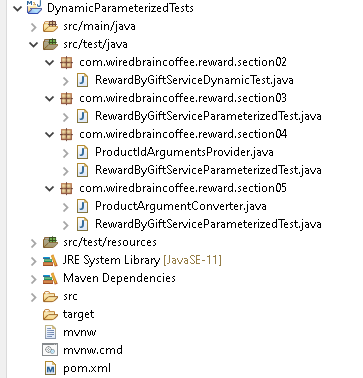 DynamicParameterizedTests
src/main/java
src/test/java
com.wiredbraincoffee.reward.section02
RewardByGiftServiceDynamicTest.java
com.wiredbraincoffee.reward.section03
RewardByGiftServiceParameterizedTest.java
com.wiredbraincoffee.reward.section04
ProductIdArgumentsProvider.java
RewardByGiftServiceParameterizedTest.java
com.wiredbraincoffee.reward.section05
ProductArgumentConverter.java
RewardByGiftServiceParameterizedTest.java
src/test/resources
JRE System Library [JavaSE-11]
Maven Dependencies
src
target
mvnw
mvnw.cmd
pom.xml